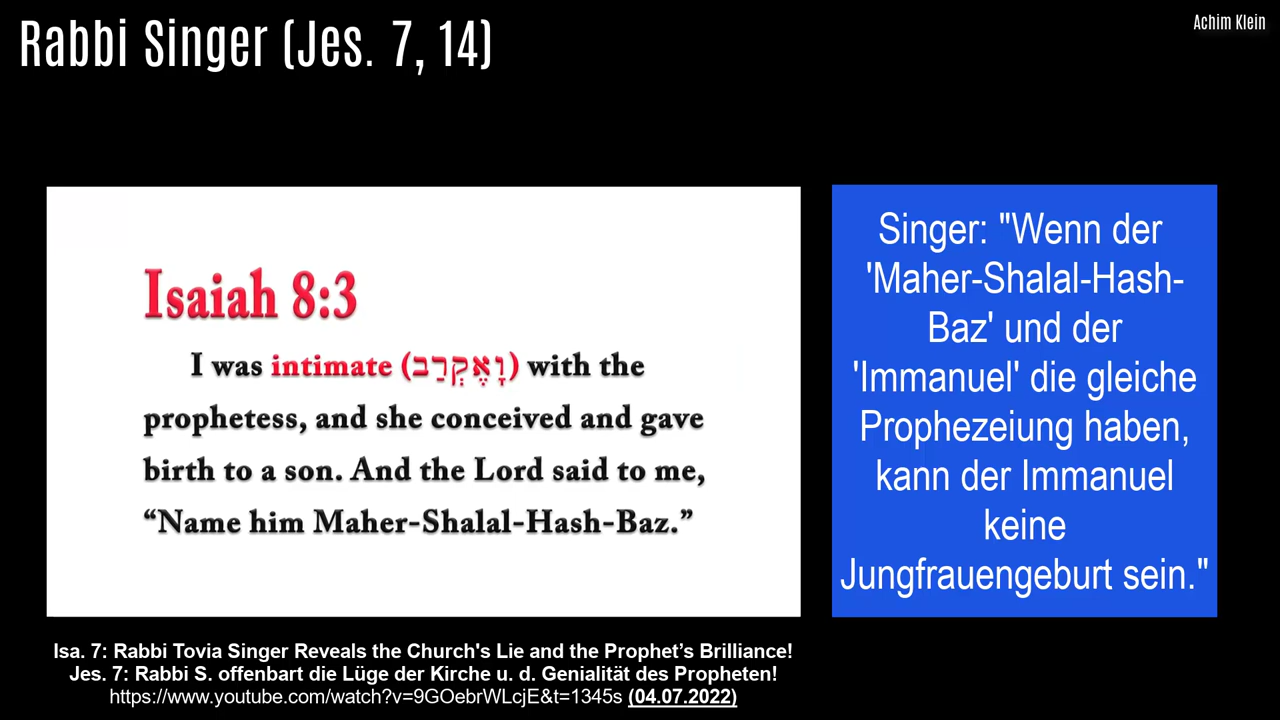 Rabbi Singer (Jes. 7, 14)
Achim Klein
Isaiah 8:3
I was intimate (וָאֶקְרַב) with the
prophetess, and she conceived and gave
birth to a son. And the Lord said to me,
“Name him Maher-Shalal-Hash-Baz.”
Singer: "Wenn der
'Maher-Shalal-Hash-
Baz' und der
'Immanuel' die gleiche
Prophezeiung haben,
kann der Immanuel
keine
Jungfrauengeburt sein."
Isa. 7: Rabbi Tovia Singer Reveals the Church's Lie and the Prophet’s Brilliance!
Jes. 7: Rabbi S. offenbart die Lüge der Kirche u. d. Genialität des Propheten!
https://www.youtube.com/watch?v=9GOebrWLcjE&t=1345s (04.07.2022)